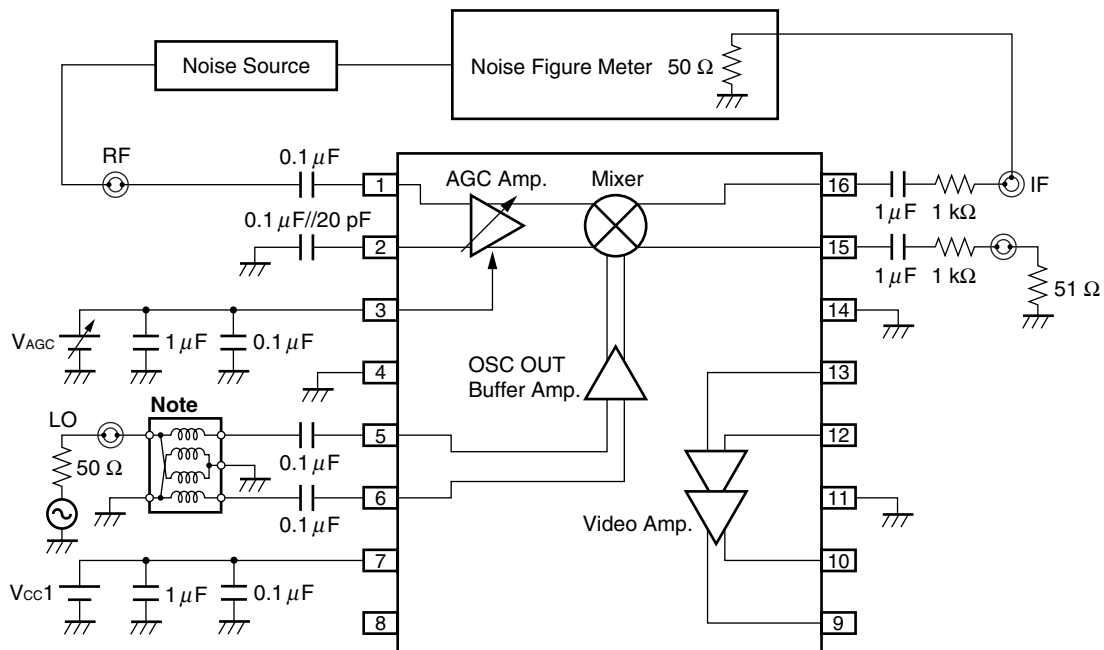 Noise Source
Noise Figure Meter
50 Ω
RF
0.1 µF
1
AGC Amp.
Mixer
16
1 µF
1 kΩ
IF
0.1 µF//20 pF
2
15
1 µF
1 kΩ
51 Ω
3
14
VAGC
1 µF
0.1 µF
4
OSC OUT
Buffer Amp.
13
LO
Note
50 Ω
5
0.1 µF
12
6
0.1 µF
11
Video Amp.
7
10
VCC1
1 µF
0.1 µF
8
9